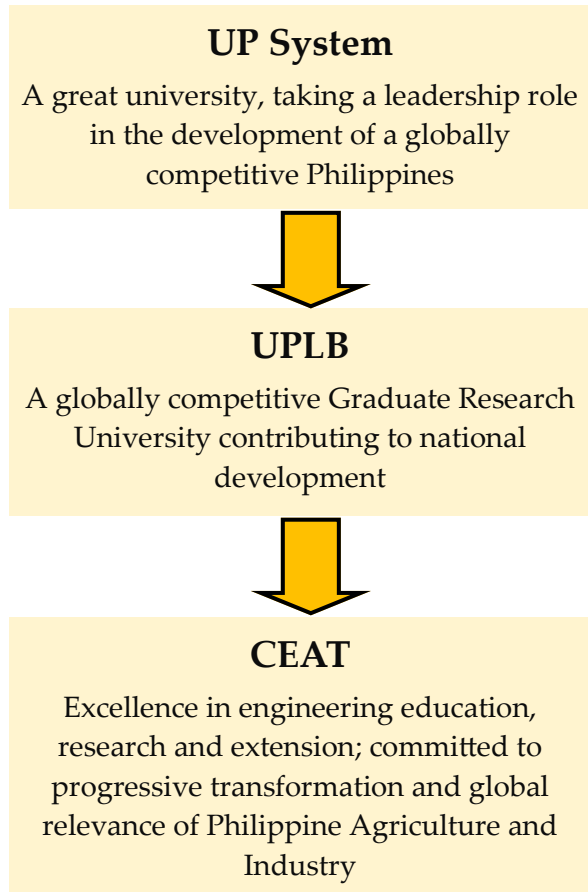 UP System
A great university, taking a leadership role
in the development of a globally
competitive Philippines
UPLB
A globally competitive Graduate Research
University contributing to national
development
CEAT
Excellence in engineering education,
research and extension; committed to
progressive transformation and global
relevance of Philippine Agriculture and
Industry